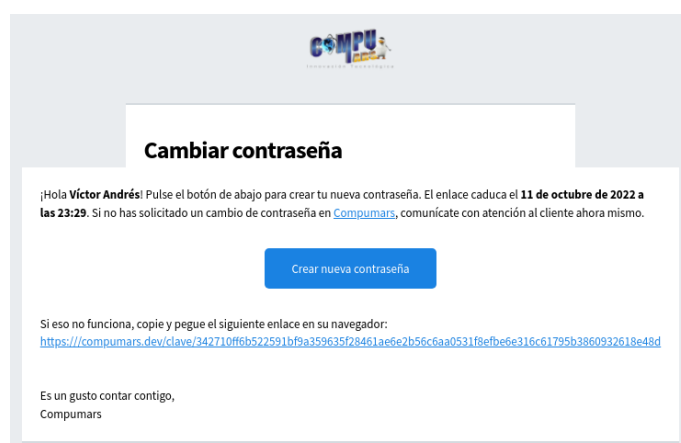 COMPU
Innovación Tecnológica
Cambiar contraseña
¡Hola Víctor Andrés! Pulse el botón de abajo para crear tu nueva contraseña. El enlace caduca el 11 de octubre de 2022 a
las 23:29. Si no has solicitado un cambio de contraseña en Compumars, comunícate con atención al cliente ahora mismo.
Crear nueva contraseña
Si eso no funciona, copie y pegue el siguiente enlace en su navegador:
https:///compumars.dev/clave/342710ff6b522591bf9a359635f28461ae6e2b56c6aa0531f8efbe6e316c61795b3860932618e48d
Es un gusto contar contigo,
Compumars